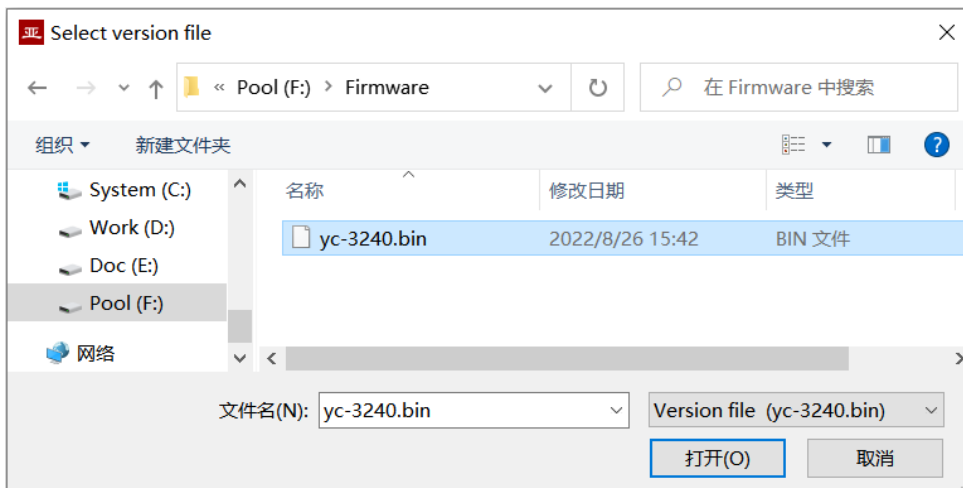 亚 Select version file
« Pool (F:) › Firmware 在 Firmware 中搜索
组织 新建文件夹 ?
System (C:)
Work (D:)
Doc (E:)
Pool (F:)
网络
名称 修改日期 类型
yc-3240.bin 2022/8/26 15:42 BIN 文件
文件名(N): yc-3240.bin Version file (yc-3240.bin)
打开(O) 取消